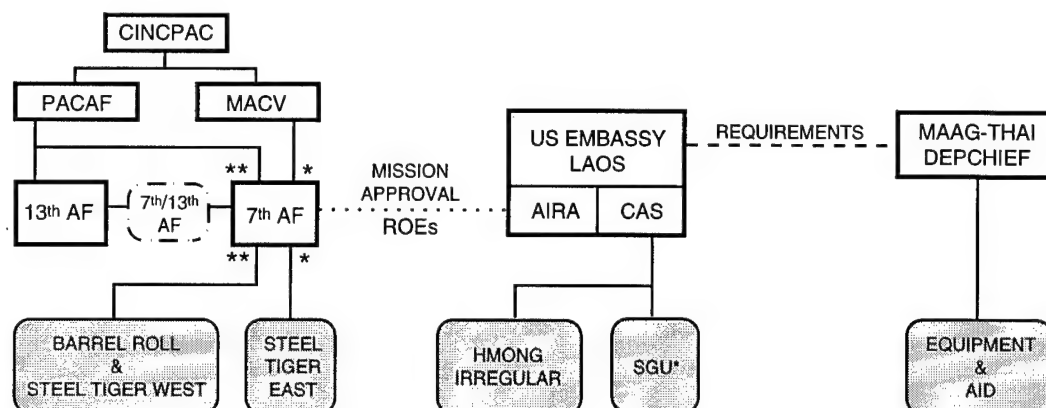 CINCPAC
PACAF
MACV
13th AF
7th/13th
AF
7th AF
**
*
**
*
MISSION
APPROVAL
ROEs
US EMBASSY
LAOS
AIRA
CAS
REQUIREMENTS
MAAG-THAI
DEPCHIEF
BARREL ROLL
&
STEEL TIGER WEST
STEEL
TIGER
EAST
HMONG
IRREGULAR
SGU*
EQUIPMENT
&
AID